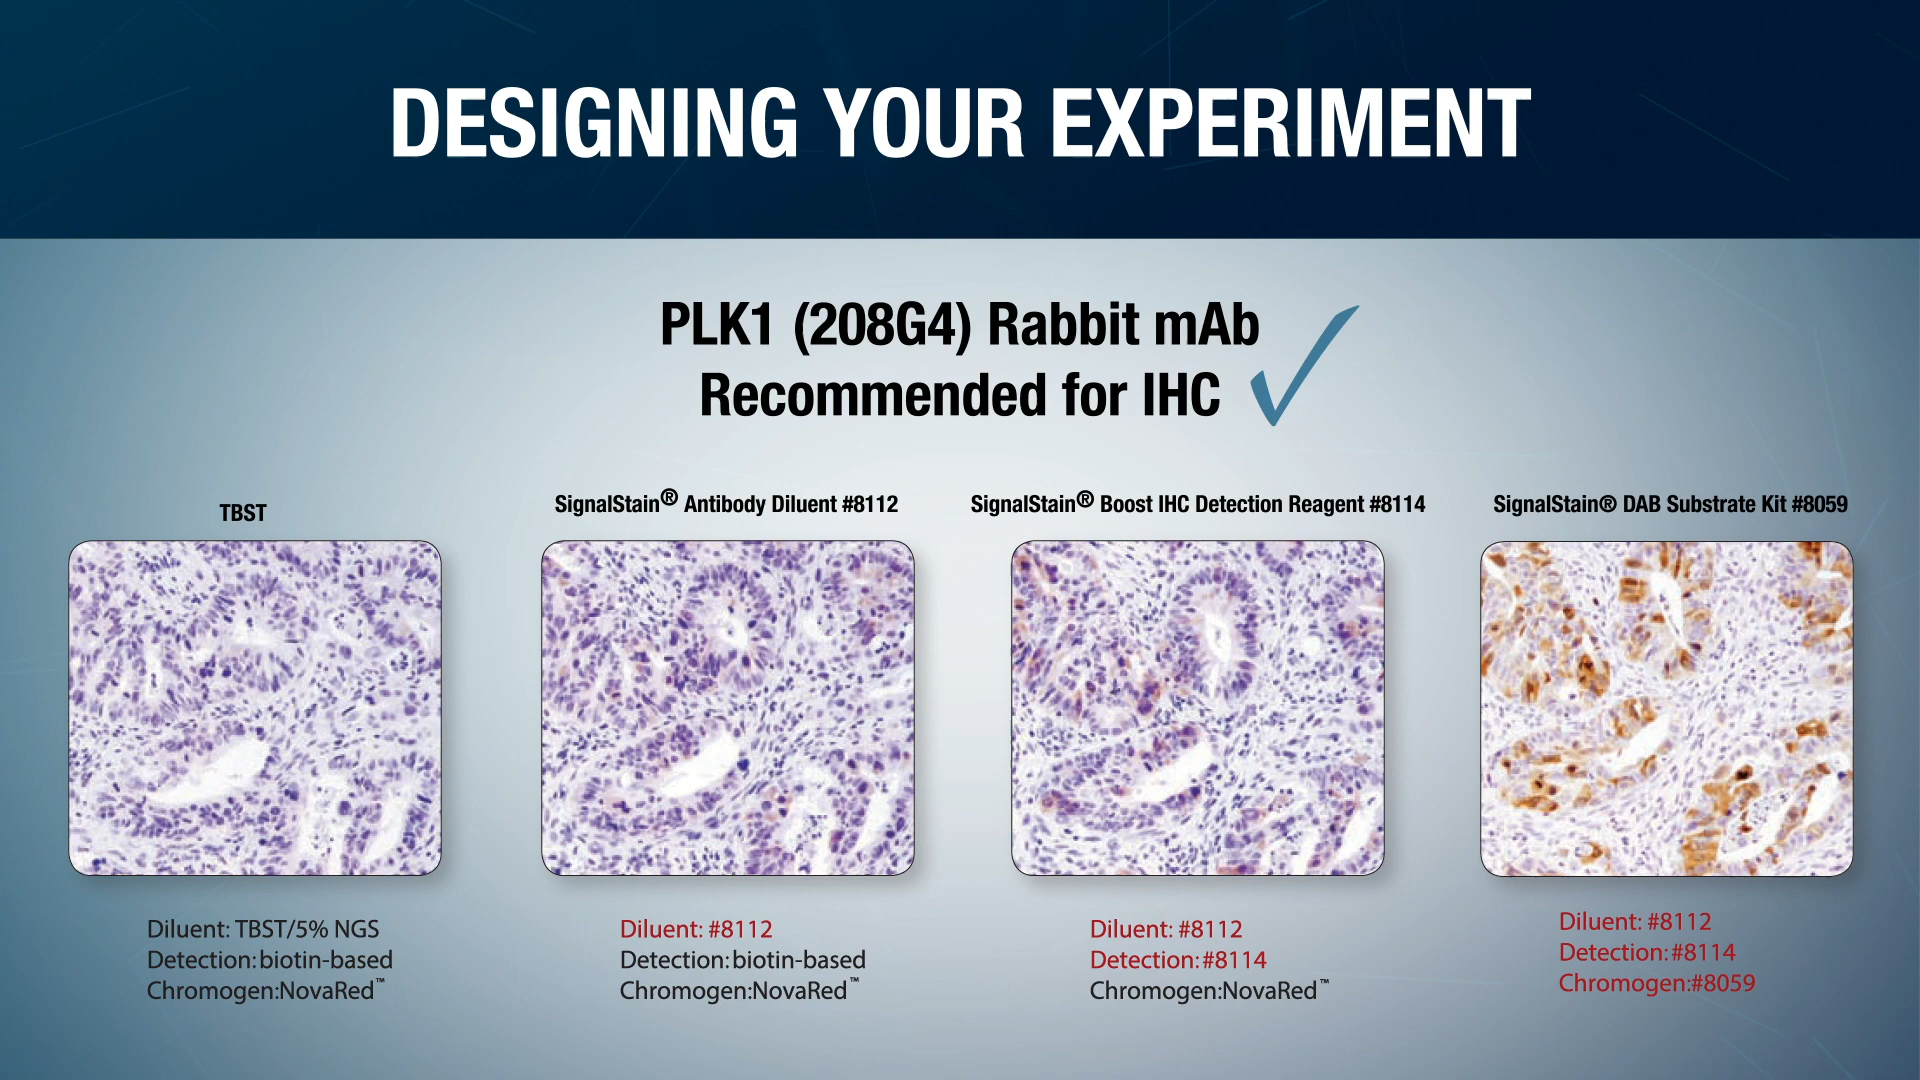 DESIGNING YOUR EXPERIMENT
PLK1 (208G4) Rabbit mAb
Recommended for IHC
TBST
SignalStain® Antibody Diluent #8112
SignalStain® Boost IHC Detection Reagent #8114
SignalStain® DAB Substrate Kit #8059
Diluent: TBST/5% NGS
Detection: biotin-based
Chromogen:NovaRed™
Diluent: #8112
Detection: biotin-based
Chromogen:NovaRed™
Diluent: #8112
Detection: #8114
Chromogen:NovaRed™
Diluent: #8112
Detection: #8114
Chromogen:#8059